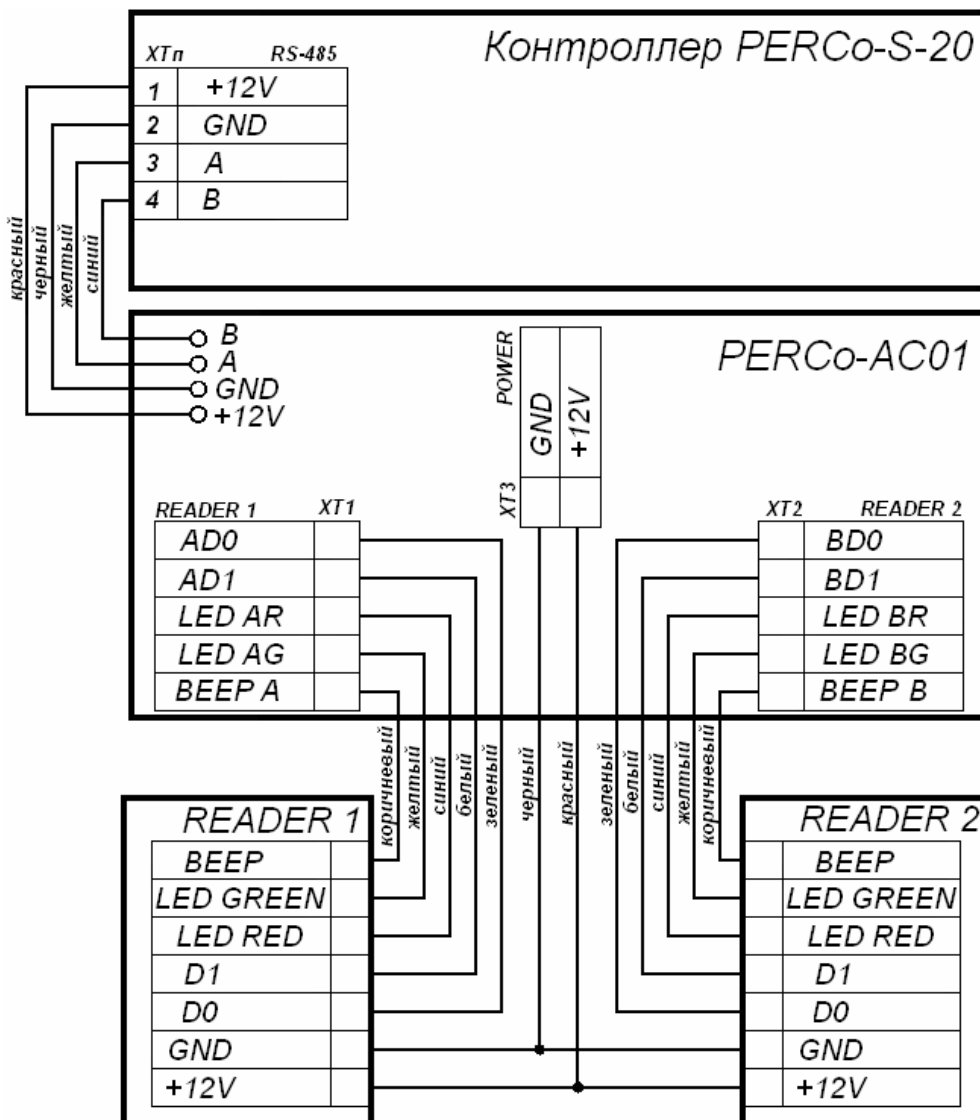 Контроллер PERCo-S-20
XTn RS-485
1 +12V
2 GND
3 A
4 B
красный
черный
желтый
синий
PERCo-AC01
B
A
GND
+12V
POWER
GND
+12V
XT3
READER 1 XT1
AD0
AD1
LED AR
LED AG
BEEP A
XT2 READER 2
BD0
BD1
LED BR
LED BG
BEEP B
коричневый
желтый
синий
белый
зеленый
черный
красный
зеленый
белый
синий
желтый
коричневый
READER 1
BEEP
LED GREEN
LED RED
D1
D0
GND
+12V
READER 2
BEEP
LED GREEN
LED RED
D1
D0
GND
+12V